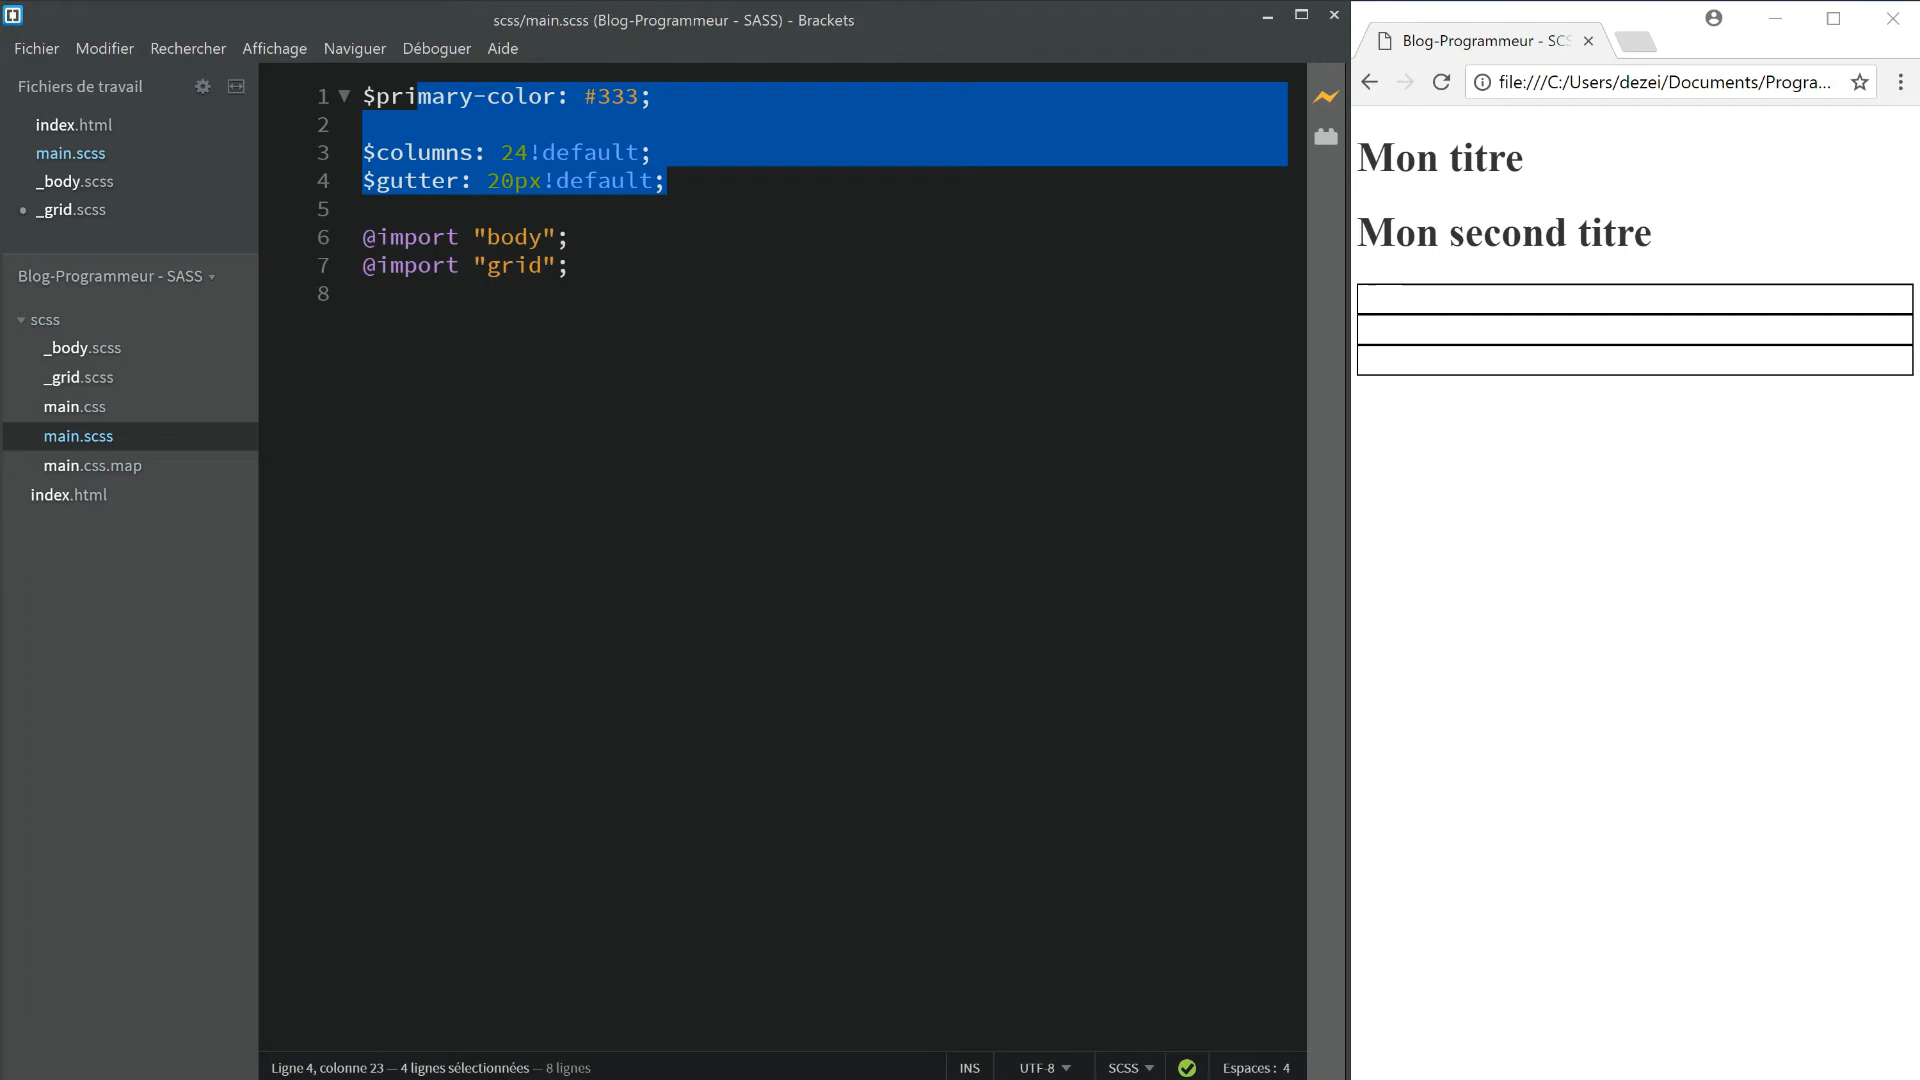 scss/main.scss (Blog-Programmeur - SASS) - Brackets
Fichier Modifier Rechercher Affichage Naviguer Déboguer Aide
Fichiers de travail
index.html
main.scss
_body.scss
_grid.scss
Blog-Programmeur - SASS
scss
_body.scss
_grid.scss
main.css
main.scss
main.css.map
index.html
1 $primary-color: #333;
2
3 $columns: 24!default;
4 $gutter: 20px!default;
5
6 @import "body";
7 @import "grid";
8
Ligne 4, colonne 23 — 4 lignes sélectionnées — 8 lignes
INS UTF-8 SCSS Espaces : 4
Blog-Programmeur - SCS
file:///C:/Users/dezei/Documents/Progra...
Mon titre
Mon second titre